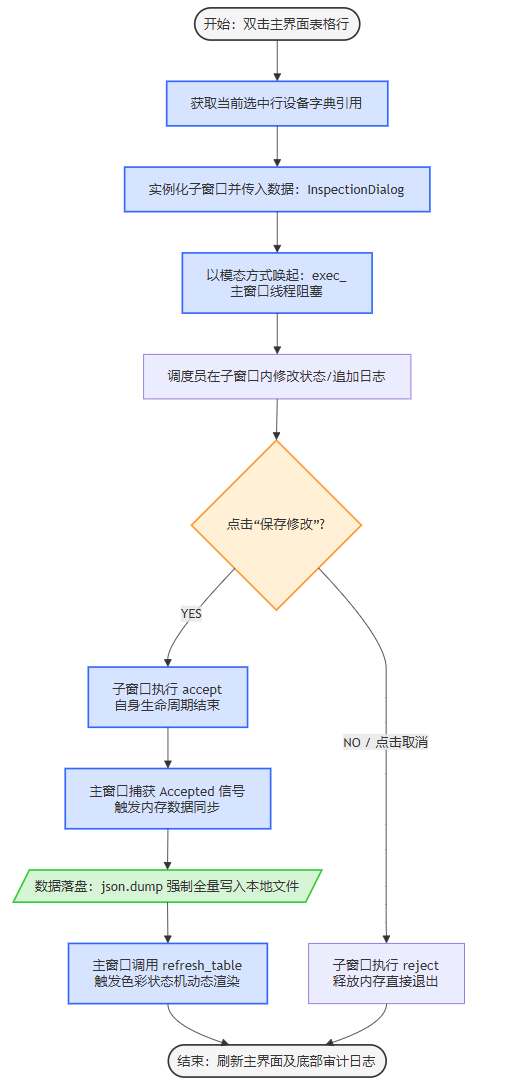 开始：双击主界面表格行
获取当前选中行设备字典引用
实例化子窗口并传入数据：InspectionDialog
以模态方式唤起：exec_
主窗口线程阻塞
调度员在子窗口内修改状态/追加日志
点击“保存修改”?
YES
NO / 点击取消
子窗口执行 accept
自身生命周期结束
主窗口捕获 Accepted 信号
触发内存数据同步
数据落盘：json.dump 强制全量写入本地文件
主窗口调用 refresh_table
触发色彩状态机动态渲染
子窗口执行 reject
释放内存直接退出
结束：刷新主界面及底部审计日志